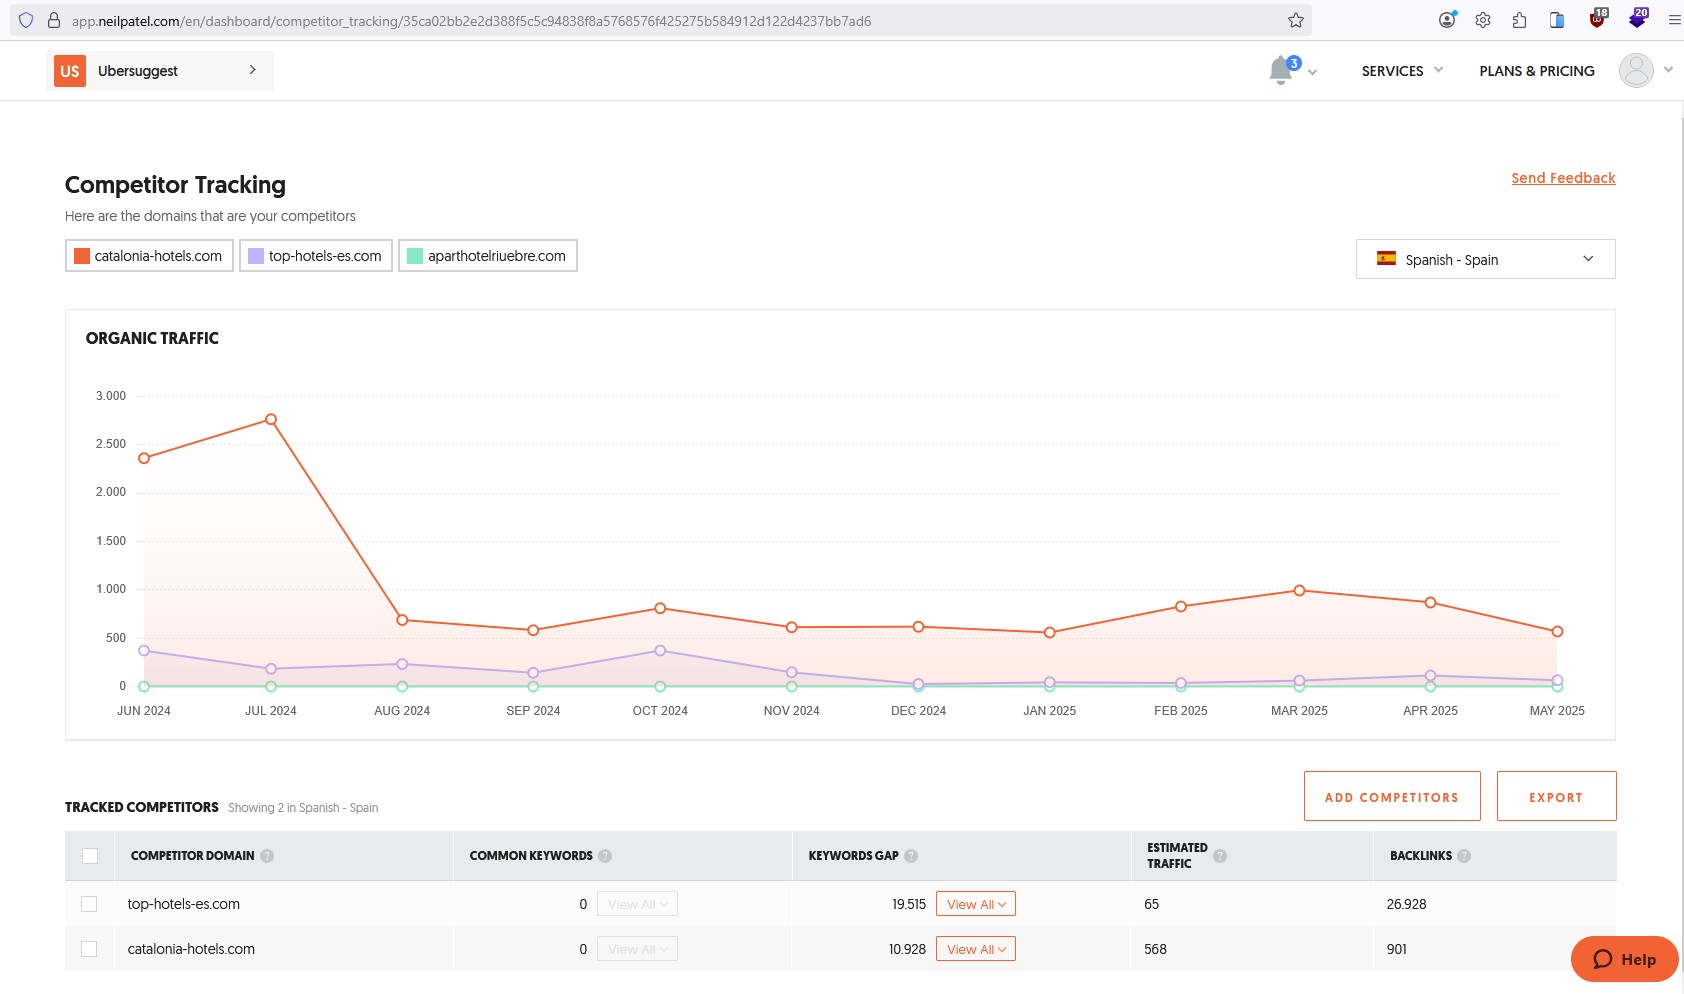 app.neilpatel.com/en/dashboard/competitor_tracking/35ca02bb2e2d388f5c5c94838f8a5768576f425275b584912d122d4237bb7ad6
18
20
US Ubersuggest
3
SERVICES
PLANS & PRICING
Competitor Tracking
Send Feedback
Here are the domains that are your competitors
catalonia-hotels.com top-hotels-es.com aparthotelriuebre.com
Spanish - Spain
ORGANIC TRAFFIC
3.000
2.500
2.000
1.500
1.000
500
0
JUN 2024 JUL 2024 AUG 2024 SEP 2024 OCT 2024 NOV 2024 DEC 2024 JAN 2025 FEB 2025 MAR 2025 APR 2025 MAY 2025
ADD COMPETITORS EXPORT
TRACKED COMPETITORS Showing 2 in Spanish - Spain
COMPETITOR DOMAIN ? COMMON KEYWORDS ? KEYWORDS GAP ? ESTIMATED TRAFFIC ? BACKLINKS ?
top-hotels-es.com 0 View All 19.515 View All 65 26.928
catalonia-hotels.com 0 View All 10.928 View All 568 901
Help